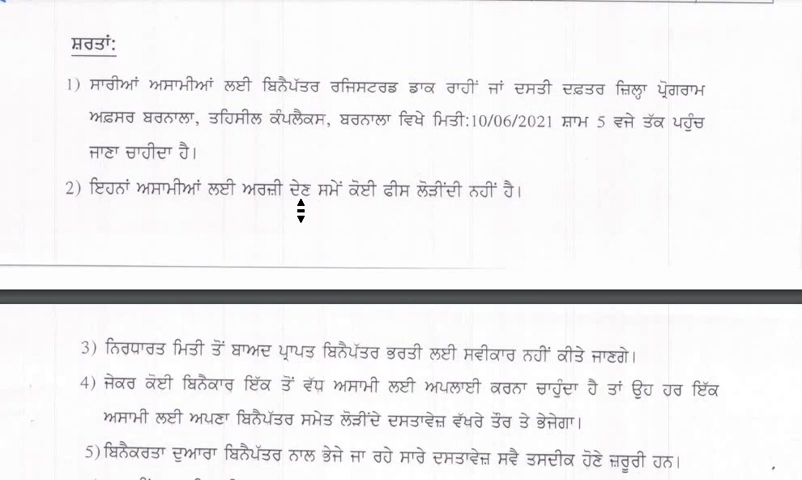 ਸ਼ਰਤਾਂ:
1) ਸਾਰੀਆਂ ਅਸਾਮੀਆਂ ਲਈ ਬਿਨੈਪੱਤਰ ਰਜਿਸਟਰਡ ਡਾਕ ਰਾਹੀਂ ਜਾਂ ਦਸਤੀ ਦਫ਼ਤਰ ਜ਼ਿਲ੍ਹਾ ਪ੍ਰੋਗਰਾਮ
ਅਫ਼ਸਰ ਬਰਨਾਲਾ, ਤਹਿਸੀਲ ਕੰਪਲੈਕਸ, ਬਰਨਾਲਾ ਵਿਖੇ ਮਿਤੀ:10/06/2021 ਸ਼ਾਮ 5 ਵਜੇ ਤੱਕ ਪਹੁੰਚ
ਜਾਣਾ ਚਾਹੀਦਾ ਹੈ।
2) ਇਹਨਾਂ ਅਸਾਮੀਆਂ ਲਈ ਅਰਜ਼ੀ ਦੇਣ ਸਮੇਂ ਕੋਈ ਫੀਸ ਲੋੜੀਂਦੀ ਨਹੀਂ ਹੈ।
3) ਨਿਰਧਾਰਤ ਮਿਤੀ ਤੋਂ ਬਾਅਦ ਪ੍ਰਾਪਤ ਬਿਨੈਪੱਤਰ ਭਰਤੀ ਲਈ ਸਵੀਕਾਰ ਨਹੀਂ ਕੀਤੇ ਜਾਣਗੇ।
4) ਜੇਕਰ ਕੋਈ ਬਿਨੈਕਾਰ ਇੱਕ ਤੋਂ ਵੱਧ ਅਸਾਮੀ ਲਈ ਅਪਲਾਈ ਕਰਨਾ ਚਾਹੁੰਦਾ ਹੈ ਤਾਂ ਉਹ ਹਰ ਇੱਕ
ਅਸਾਮੀ ਲਈ ਅਪਣਾ ਬਿਨੈਪੱਤਰ ਸਮੇਤ ਲੋੜੀਂਦੇ ਦਸਤਾਵੇਜ਼ ਵੱਖਰੇ ਤੌਰ ਤੇ ਭੇਜੇਗਾ।
5) ਬਿਨੈਕਰਤਾ ਦੁਆਰਾ ਬਿਨੈਪੱਤਰ ਨਾਲ ਭੇਜੇ ਜਾ ਰਹੇ ਸਾਰੇ ਦਸਤਾਵੇਜ਼ ਸਵੈ ਤਸਦੀਕ ਹੋਣੇ ਜ਼ਰੂਰੀ ਹਨ।